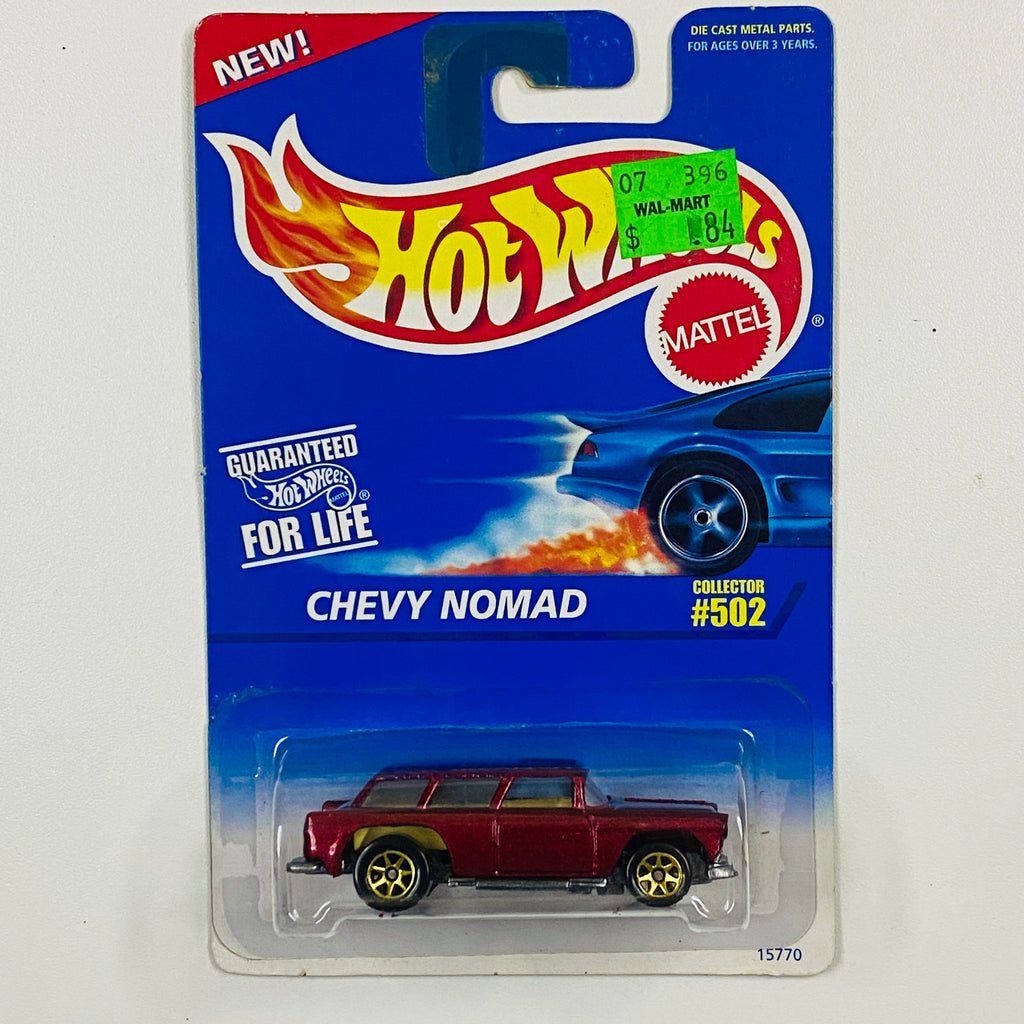 NEW!
DIE CAST METAL PARTS.
FOR AGES OVER 3 YEARS.
HOT WHEELS
07 396
WAL-MART
$ .84
MATTEL
®
GUARANTEED
HOT WHEELS
MATTEL ®
FOR LIFE
CHEVY NOMAD
COLLECTOR
#502
15770